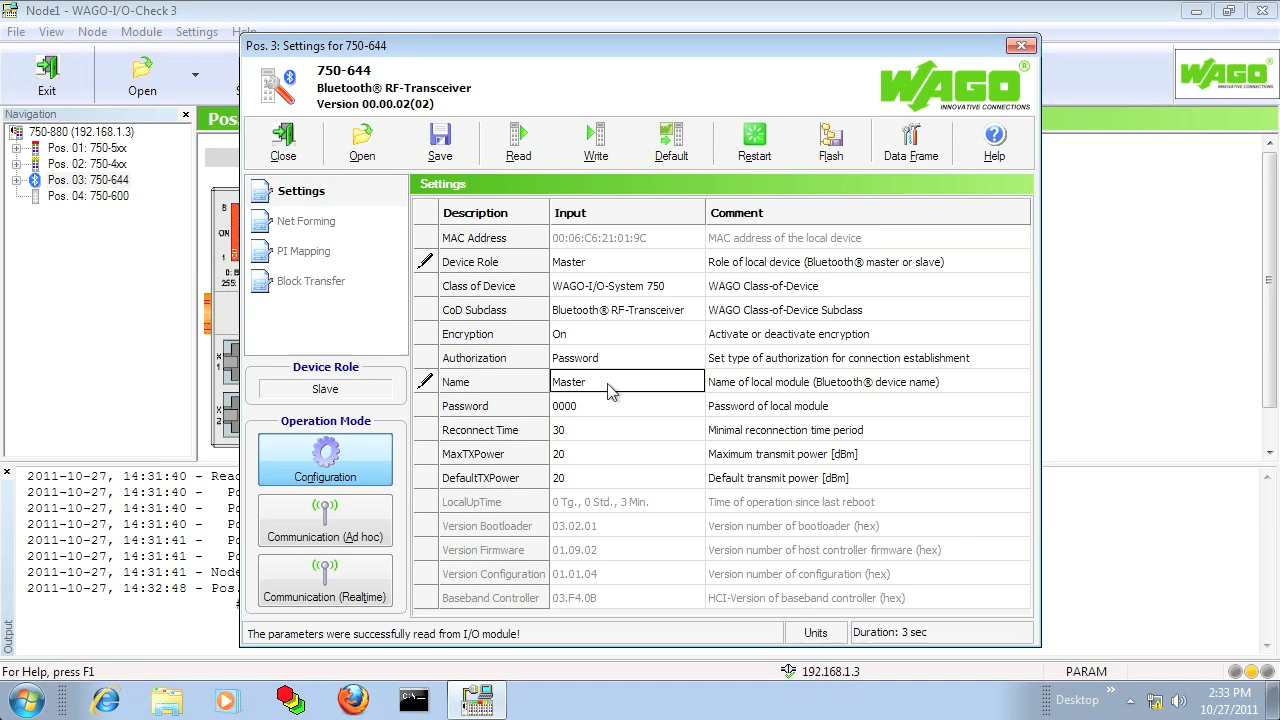 Node1 - WAGO-I/O-Check 3
File View Node Module Settings
Exit
Open
WAGO
Navigation
750-880 (192.168.1.3)
Pos. 01: 750-5xx
Pos. 02: 750-4xx
Pos. 03: 750-644
Pos. 04: 750-600
Pos
ON
Pos. 3: Settings for 750-644
750-644
Bluetooth® RF-Transceiver
Version 00.00.02(02)
WAGO®
INNOVATIVE CONNECTIONS
Close Open Save Read Write Default Restart Flash Data Frame Help
Settings
Net Forming
PI Mapping
Block Transfer
Device Role
Slave
Operation Mode
Configuration
Communication (Ad hoc)
Communication (Realtime)
Settings
Description Input Comment
MAC Address 00:06:C6:21:01:9C MAC address of the local device
Device Role Master Role of local device (Bluetooth® master or slave)
Class of Device WAGO-I/O-System 750 WAGO Class-of-Device
CoD Subclass Bluetooth® RF-Transceiver WAGO Class-of-Device Subclass
Encryption On Activate or deactivate encryption
Authorization Password Set type of authorization for connection establishment
Name Master Name of local module (Bluetooth® device name)
Password 0000 Password of local module
Reconnect Time 30 Minimal reconnection time period
MaxTXPower 20 Maximum transmit power [dBm]
DefaultTXPower 20 Default transmit power [dBm]
LocalUpTime 0 Tg., 0 Std., 3 Min. Time of operation since last reboot
Version Bootloader 03.02.01 Version number of bootloader (hex)
Version Firmware 01.09.02 Version number of host controller firmware (hex)
Version Configuration 01.01.04 Version number of configuration (hex)
Baseband Controller 03.F4.0B HCI-Version of baseband controller (hex)
The parameters were successfully read from I/O module! Units Duration: 3 sec
2011-10-27, 14:31:40 - Rea
2011-10-27, 14:31:40 - Po
2011-10-27, 14:31:40 - Po
2011-10-27, 14:31:40 - Po
2011-10-27, 14:31:41 - Po
2011-10-27, 14:31:41 - Nod
2011-10-27, 14:32:48 - Pos
Output
For Help, press F1 192.168.1.3 PARAM
Desktop
2:33 PM
10/27/2011